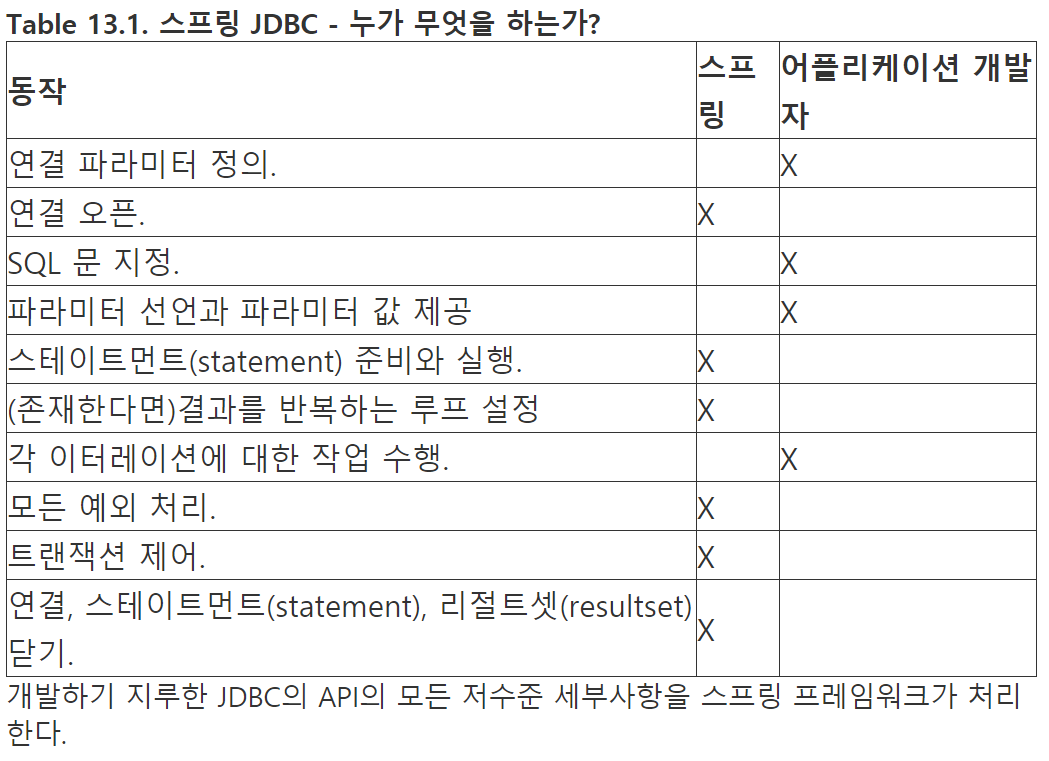 Table 13.1. 스프링 JDBC - 누가 무엇을 하는가?
동작 스프링 어플리케이션 개발자
연결 파라미터 정의. X
연결 오픈. X
SQL 문 지정. X
파라미터 선언과 파라미터 값 제공 X
스테이트먼트(statement) 준비와 실행. X
(존재한다면)결과를 반복하는 루프 설정 X
각 이터레이션에 대한 작업 수행. X
모든 예외 처리. X
트랜잭션 제어. X
연결, 스테이트먼트(statement), 리절트셋(resultset)
닫기. X
개발하기 지루한 JDBC의 API의 모든 저수준 세부사항을 스프링 프레임워크가 처리
한다.